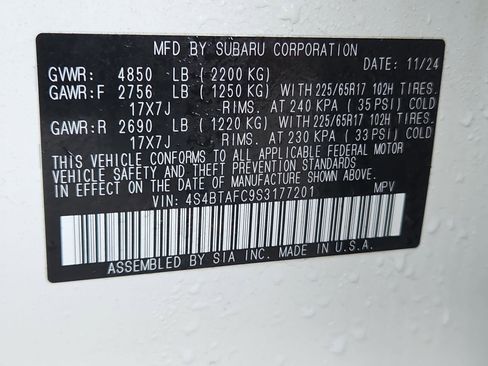 MFD BY SUBARU CORPORATION
DATE: 11/24
GVWR: 4850 LB (2200 KG)
GAWR:F 2756 LB (1250 KG) WITH 225/65R17 102H TIRES.
17X7J RIMS. AT 240 KPA (35 PSI) COLD
GAWR:R 2690 LB (1220 KG) WITH 225/65R17 102H TIRES.
17X7J RIMS. AT 230 KPA (33 PSI) COLD
THIS VEHICLE CONFORMS TO ALL APPLICABLE FEDERAL MOTOR
VEHICLE SAFETY AND THEFT PREVENTION STANDARDS IN
EFFECT ON THE DATE OF MANUFACTURE SHOWN ABOVE.
VIN: 4S4BTAFC9S3177201 MPV
ASSEMBLED BY SIA INC. MADE IN U.S.A.